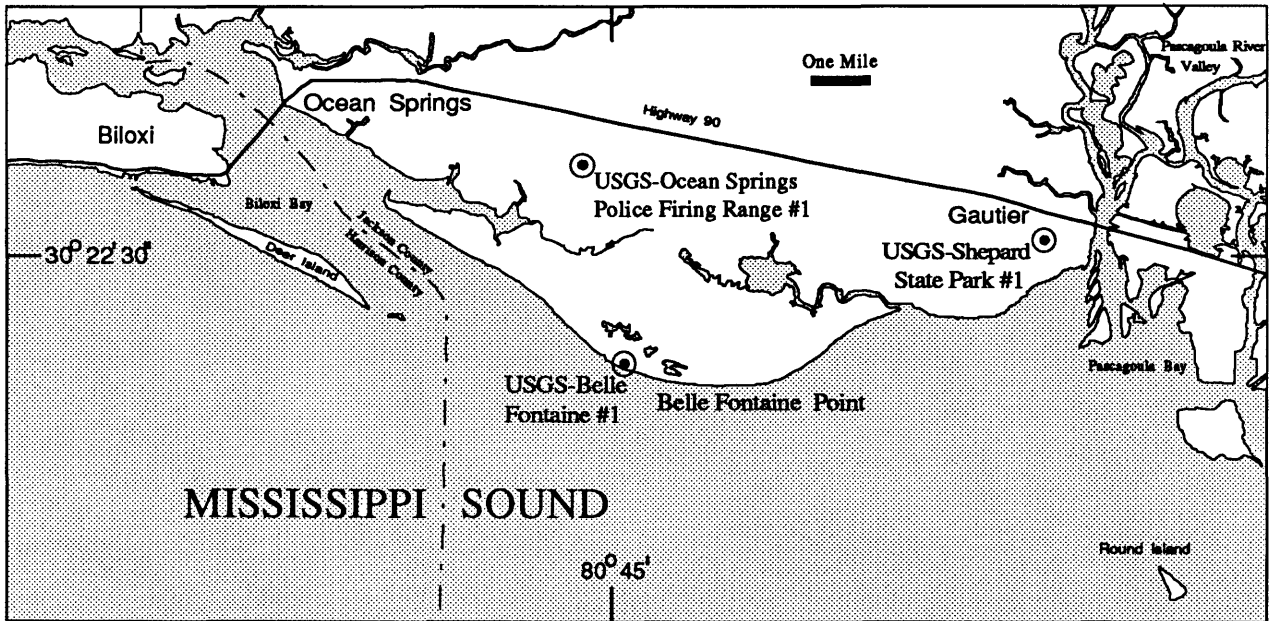 One Mile
Pascagoula River
Valley
Ocean Springs
Highway 90
Biloxi
USGS-Ocean Springs
Police Firing Range #1
Biloxi Bay
Jackson County
Harrison County
Deer Island
Gautier
USGS-Shepard
State Park #1
30° 22' 30"
Pascagoula Bay
USGS-Belle
Fontaine #1
Belle Fontaine Point
MISSISSIPPI SOUND
Round Island
80° 45'